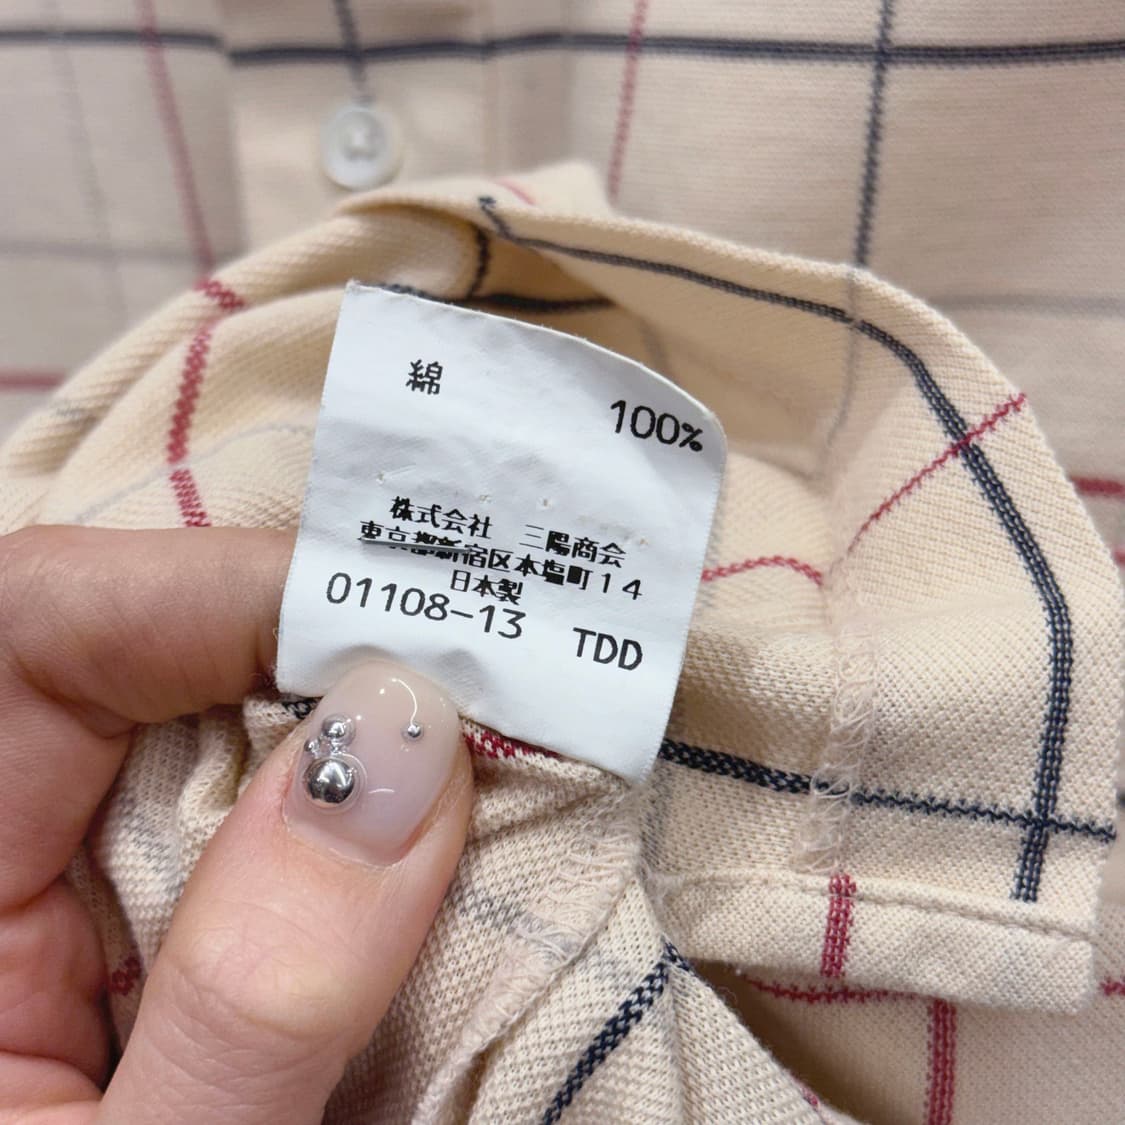 綿
100%
株式会社　三陽商会
東京都新宿区本塩町１４
日本製
01108-13　TDD